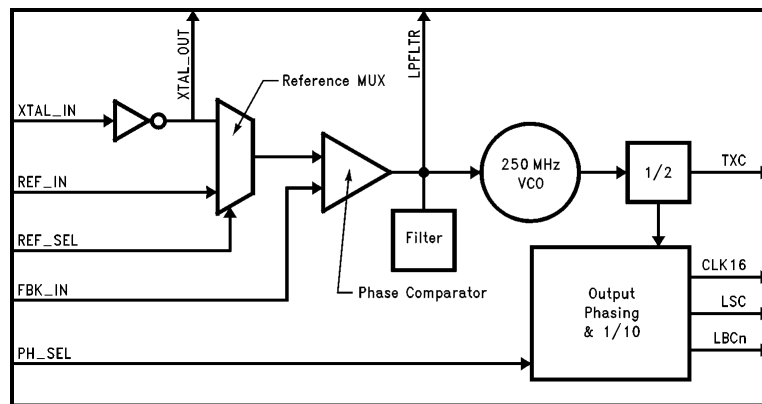 XTAL_OUT
LPFLTR
Reference MUX
XTAL_IN
250 MHz
VCO
1/2
TXC
REF_IN
REF_SEL
Filter
CLK16
FBK_IN
Phase Comparator
Output
Phasing
& 1/10
LSC
LBCn
PH_SEL